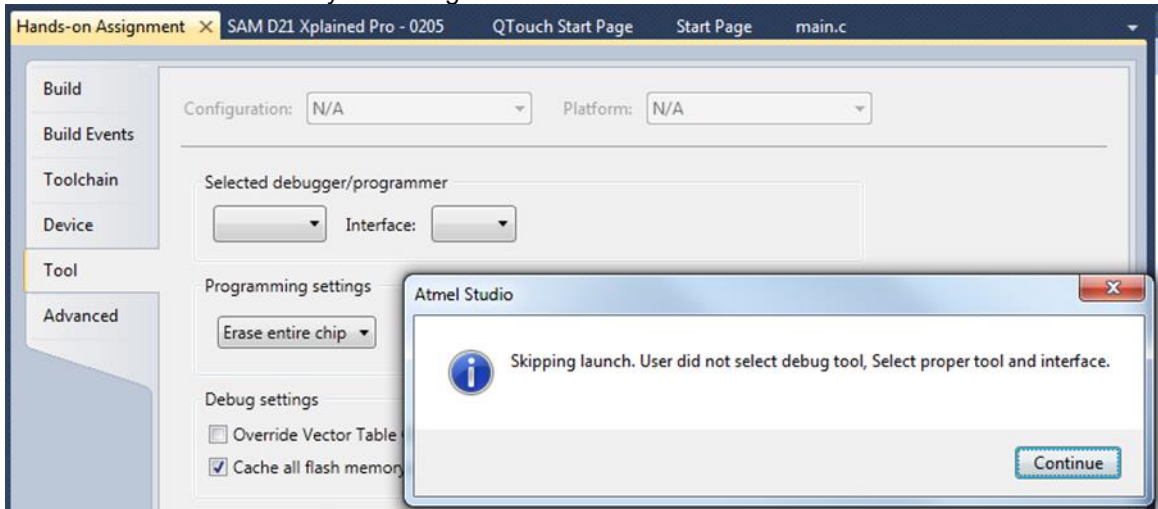 Hands-on Assignment SAM D21 Xplained Pro - 0205 QTouch Start Page Start Page main.c
Build
Configuration: N/A Platform: N/A
Build Events
Toolchain
Selected debugger/programmer
Device
Interface:
Tool
Programming settings
Atmel Studio
Advanced
Erase entire chip
Skipping launch. User did not select debug tool, Select proper tool and interface.
Debug settings
Override Vector Table
Cache all flash memory
Continue